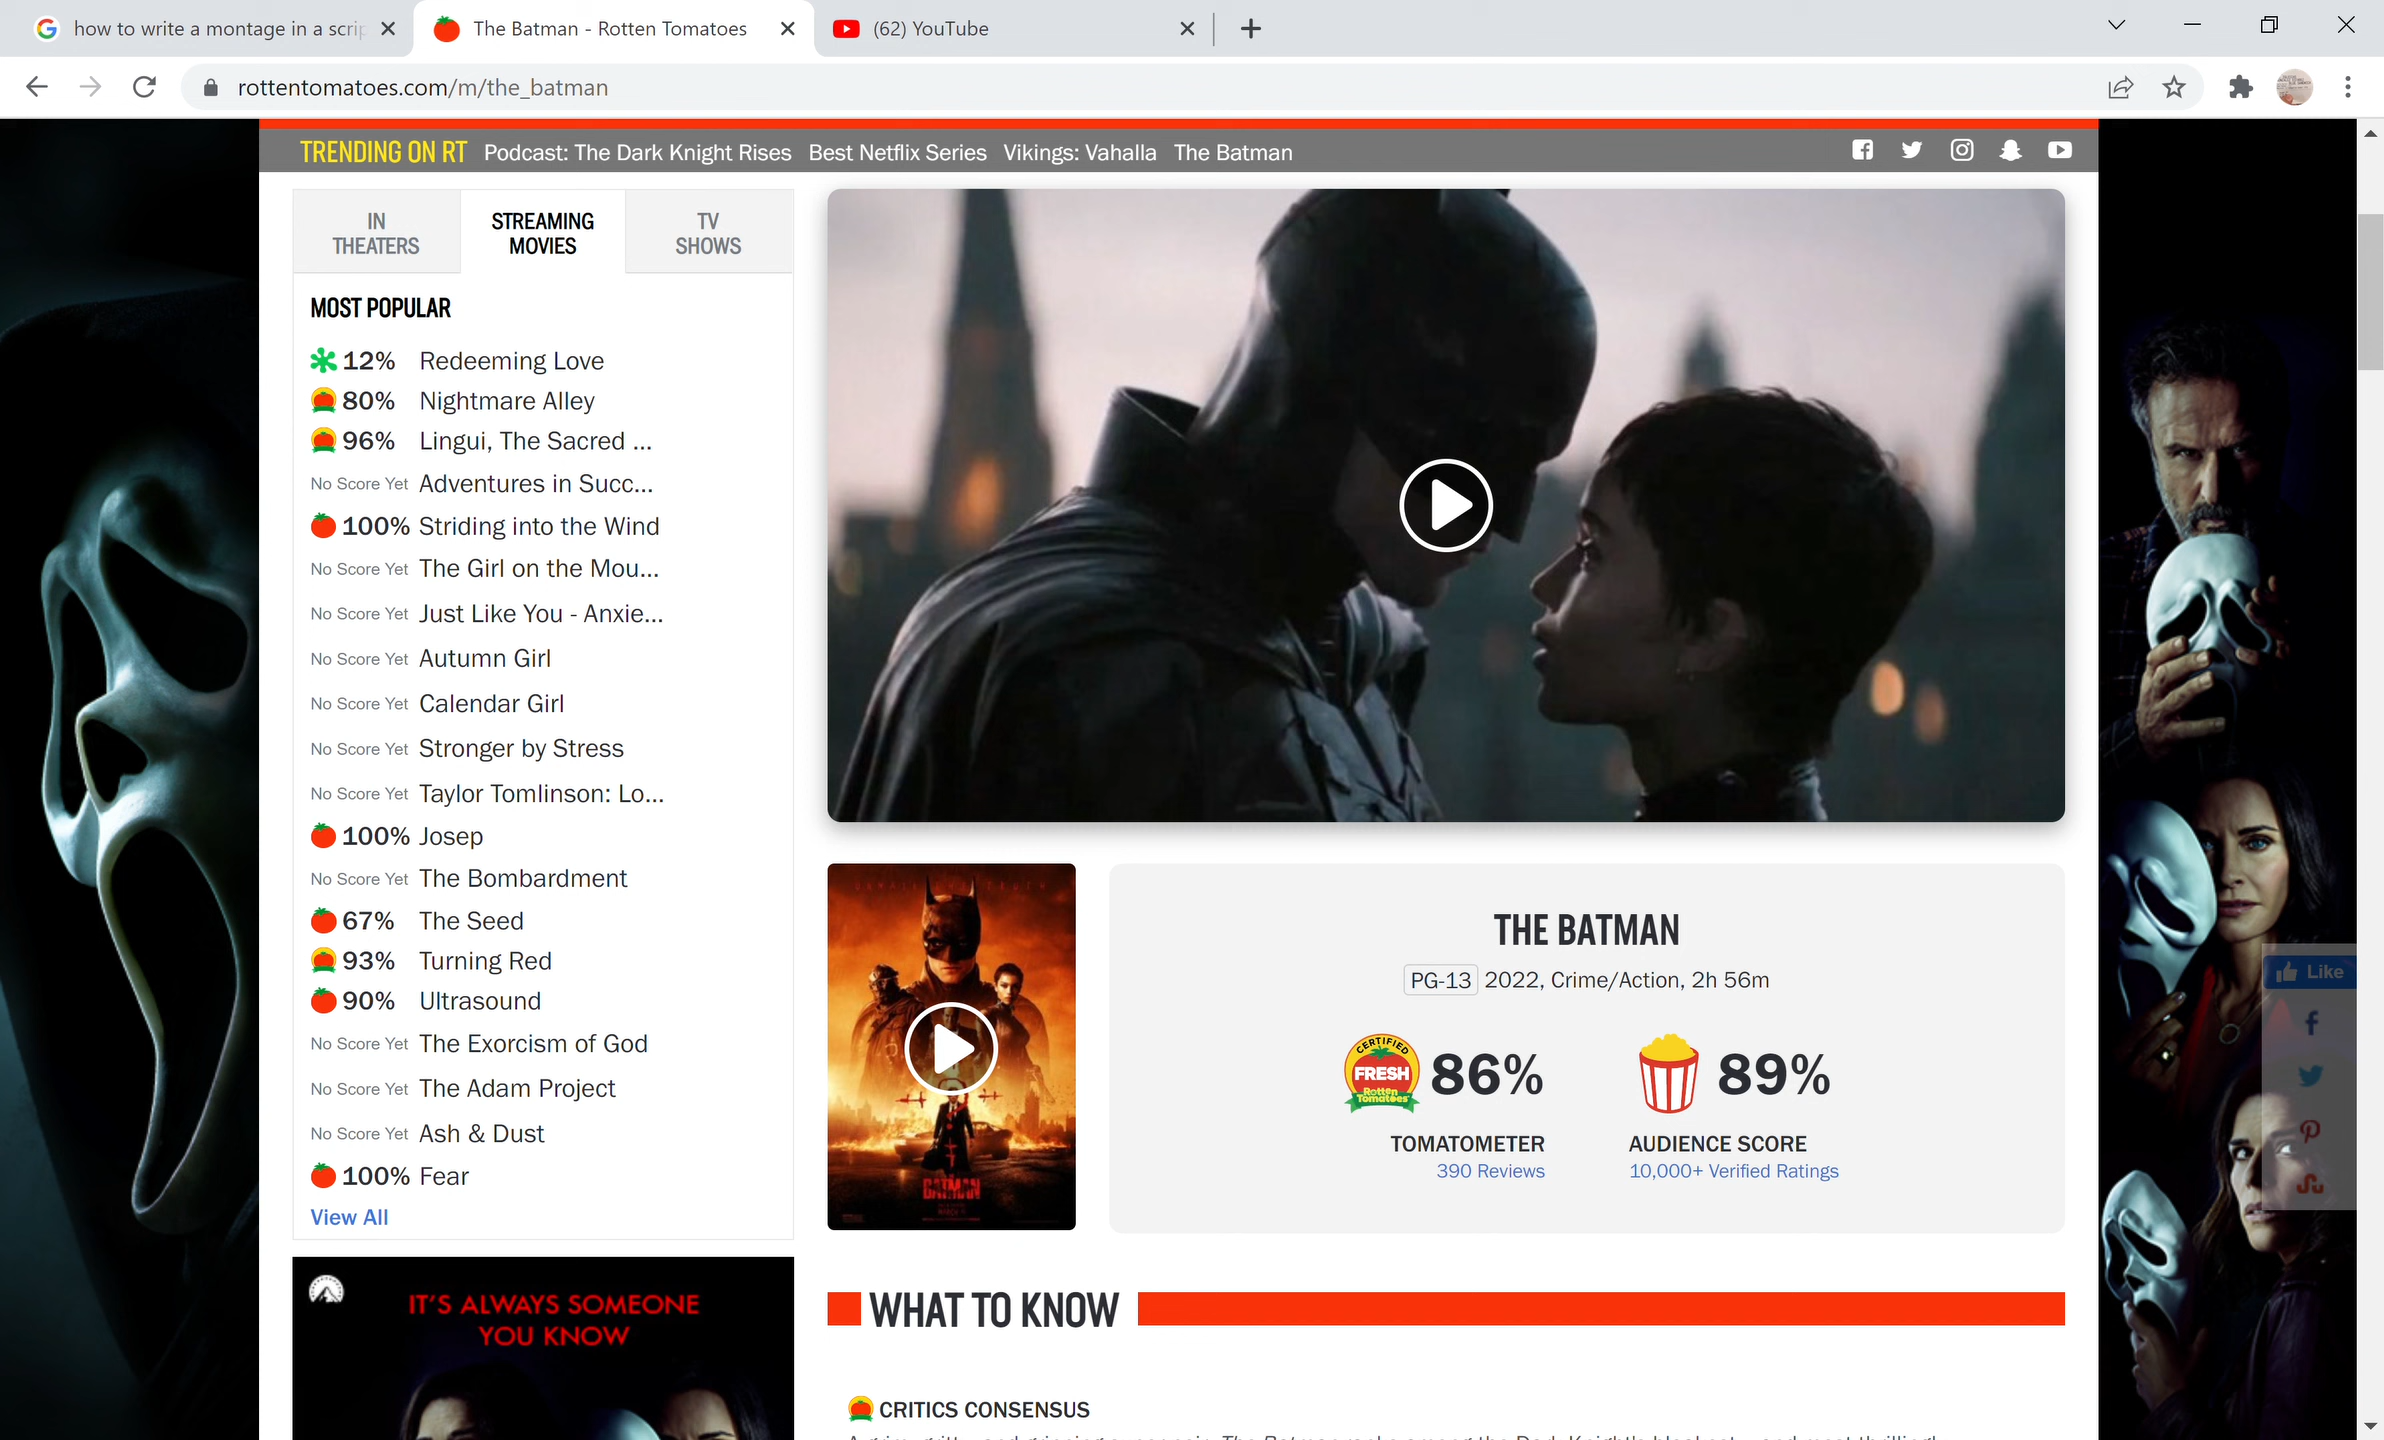 how to write a montage in a scrip
The Batman - Rotten Tomatoes
(62) YouTube
rottentomatoes.com/m/the_batman
TRENDING ON RT Podcast: The Dark Knight Rises Best Netflix Series Vikings: Vahalla The Batman
IN
THEATERS
STREAMING
MOVIES
TV
SHOWS
MOST POPULAR
12% Redeeming Love
80% Nightmare Alley
96% Lingui, The Sacred ...
No Score Yet Adventures in Succ...
100% Striding into the Wind
No Score Yet The Girl on the Mou...
No Score Yet Just Like You - Anxie...
No Score Yet Autumn Girl
No Score Yet Calendar Girl
No Score Yet Stronger by Stress
No Score Yet Taylor Tomlinson: Lo...
100% Josep
No Score Yet The Bombardment
67% The Seed
93% Turning Red
90% Ultrasound
No Score Yet The Exorcism of God
No Score Yet The Adam Project
No Score Yet Ash & Dust
100% Fear
View All
IT'S ALWAYS SOMEONE
YOU KNOW
BATMAN
THE BATMAN
PG-13 2022, Crime/Action, 2h 56m
CERTIFIED
FRESH
Rotten
Tomatoes
86%
89%
TOMATOMETER
390 Reviews
AUDIENCE SCORE
10,000+ Verified Ratings
Like
WHAT TO KNOW
CRITICS CONSENSUS